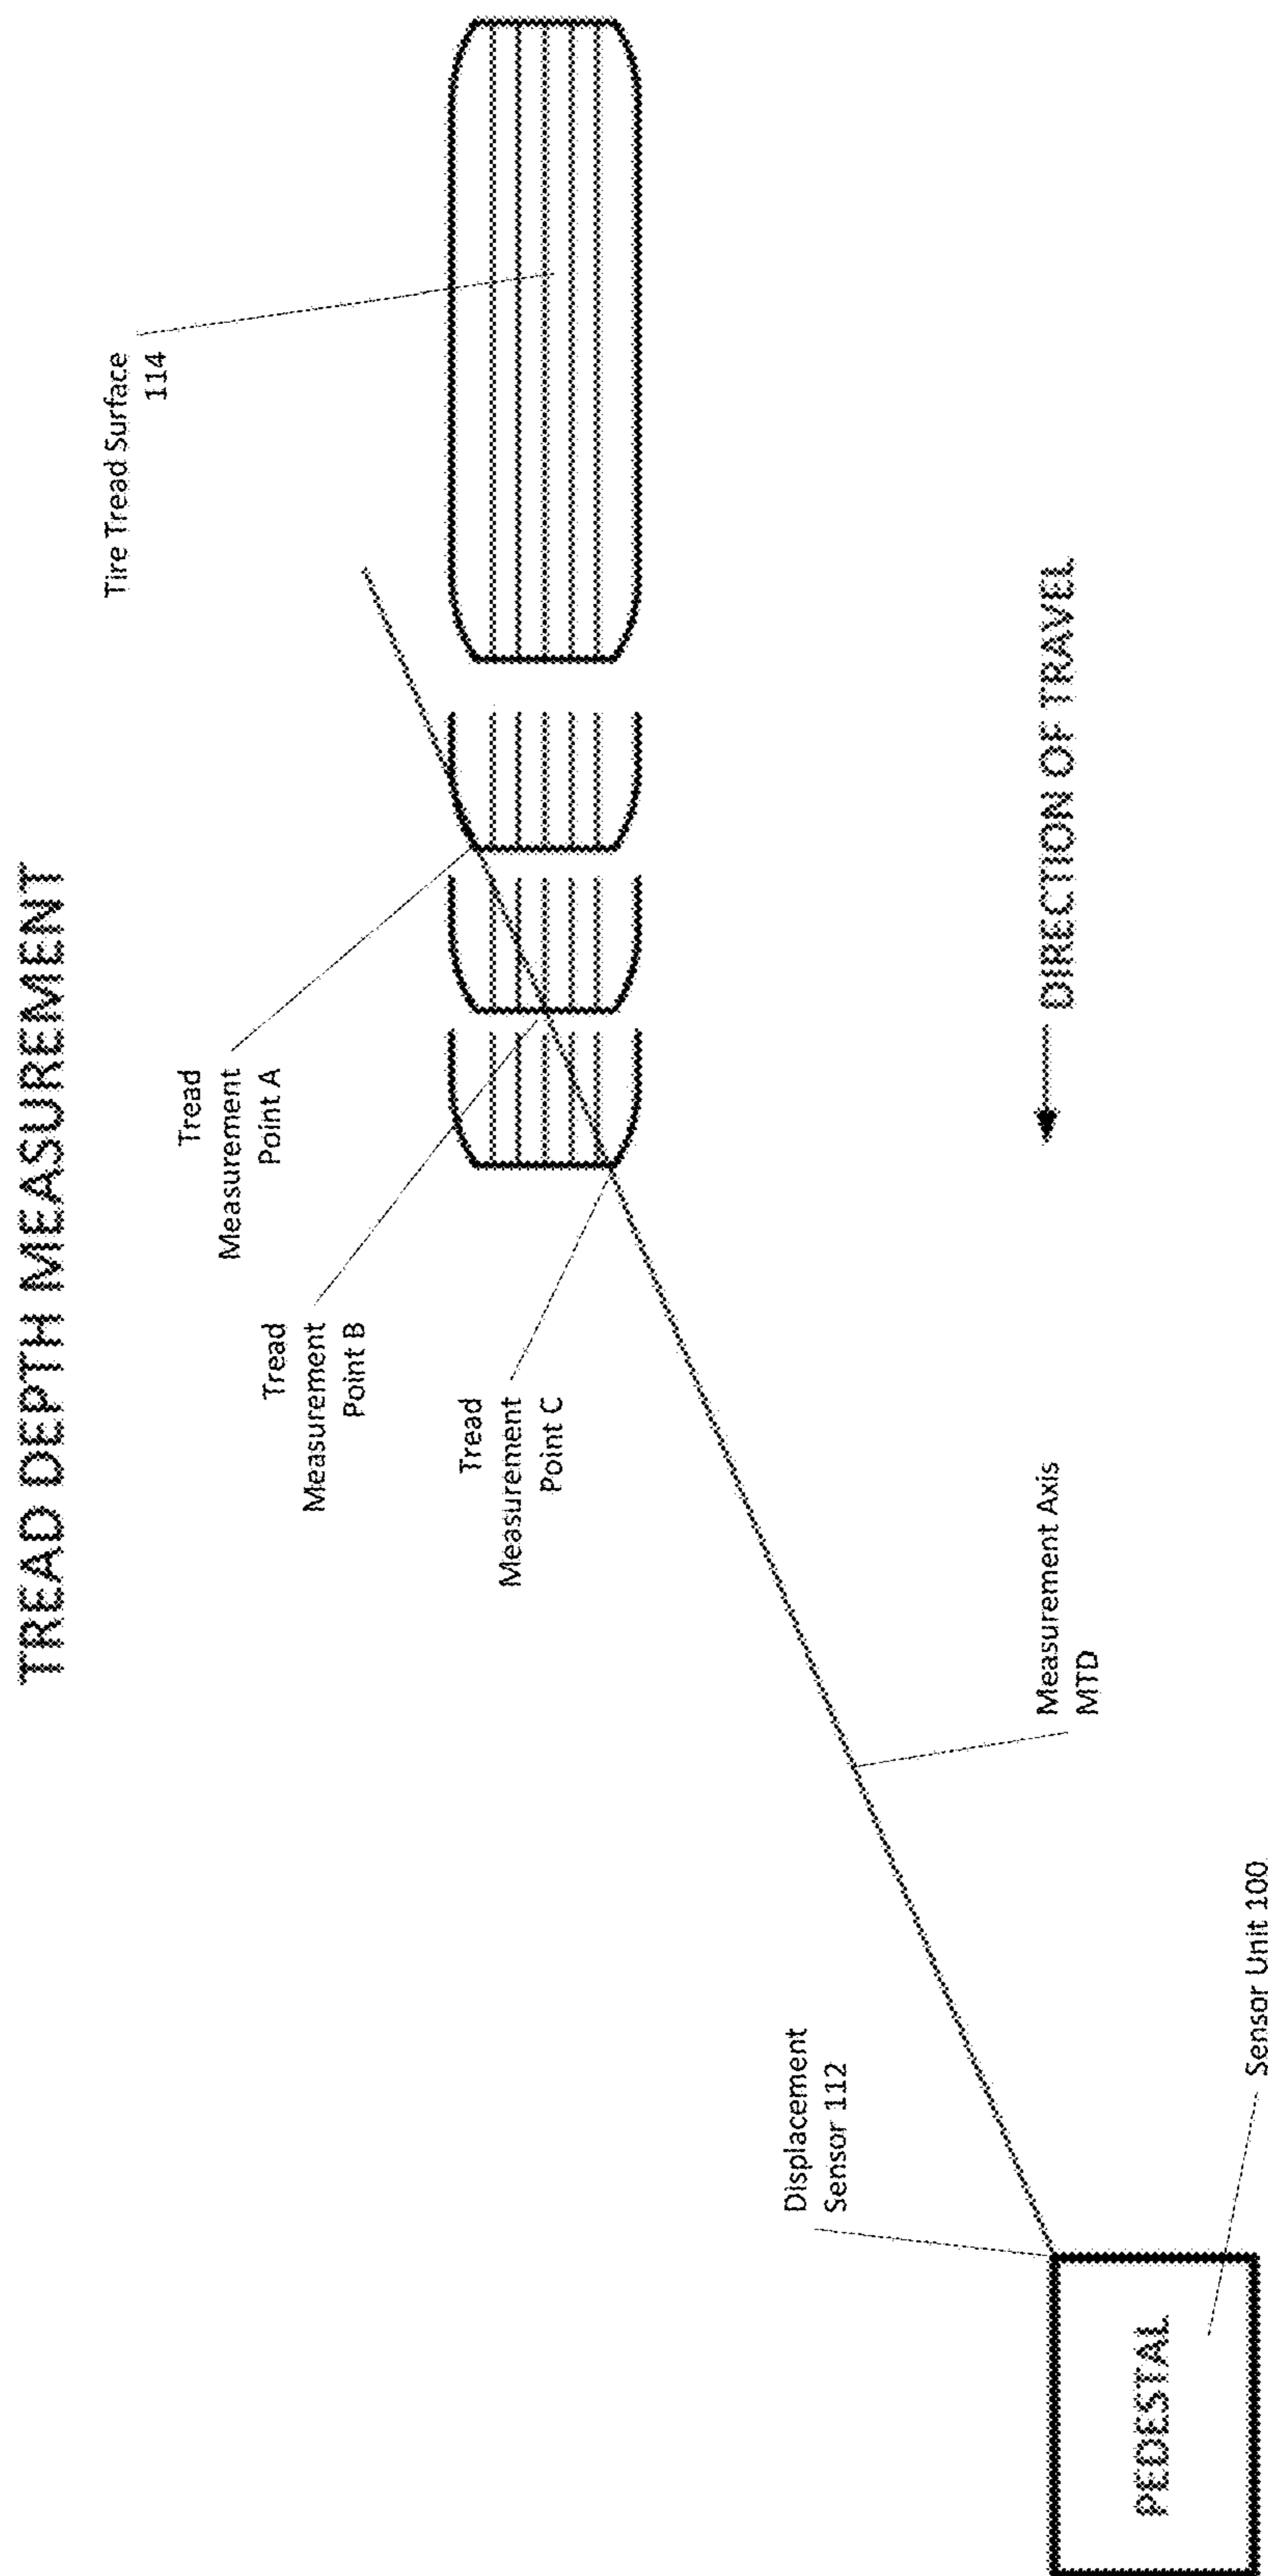 TREAD DEPTH MEASUREMENT
Tire Tread Surface
114
Tread
Measurement
Point A
Tread
Measurement
Point B
Tread
Measurement
Point C
DIRECTION OF TRAVEL
Measurement Axis
MTD
Displacement
Sensor 112
PEDESTAL
Sensor Unit 100